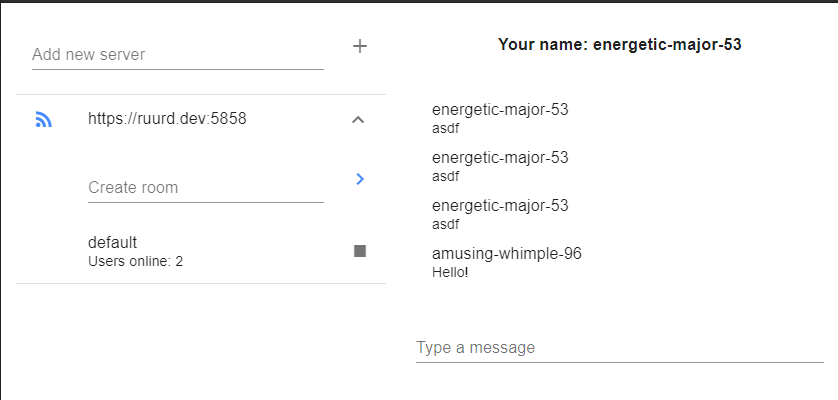 Add new server
https://ruurd.dev:5858
Create room
default
Users online: 2
Your name: energetic-major-53
energetic-major-53
asdf
energetic-major-53
asdf
energetic-major-53
asdf
amusing-whimple-96
Hello!
Type a message